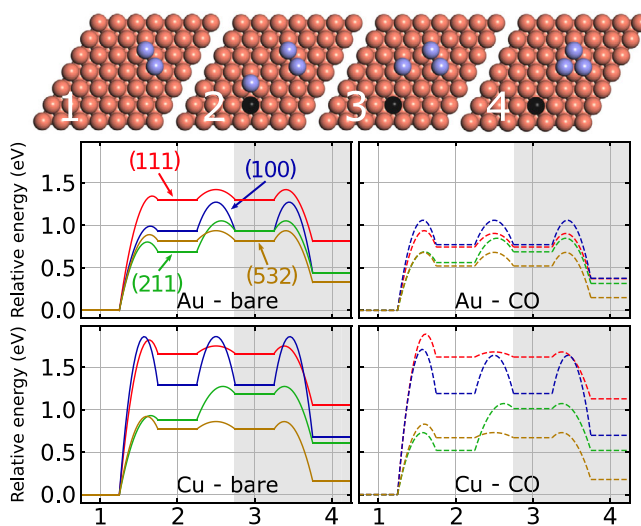 1 2 3 4
Relative energy (eV)
1.5
1.0
0.5
0.0
(111)
(100)
(211)
(532)
Au - bare
Au - CO
Relative energy (eV)
1.5
1.0
0.5
0.0
Cu - bare
Cu - CO
1 2 3 4
1 2 3 4